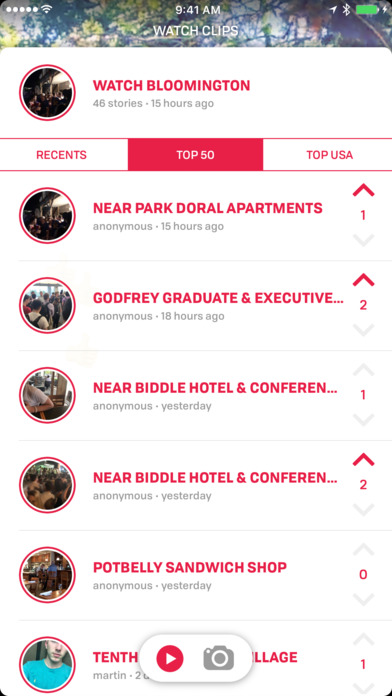 9:41 AM
WATCH CLIPS
WATCH BLOOMINGTON
46 stories • 15 hours ago
RECENTS
TOP 50
TOP USA
NEAR PARK DORAL APARTMENTS
anonymous • 15 hours ago
1
GODFREY GRADUATE & EXECUTIVE...
anonymous • 18 hours ago
2
NEAR BIDDLE HOTEL & CONFEREN...
anonymous • yesterday
1
NEAR BIDDLE HOTEL & CONFEREN...
anonymous • yesterday
2
POTBELLY SANDWICH SHOP
anonymous • yesterday
0
TENTH
martin • 2
1